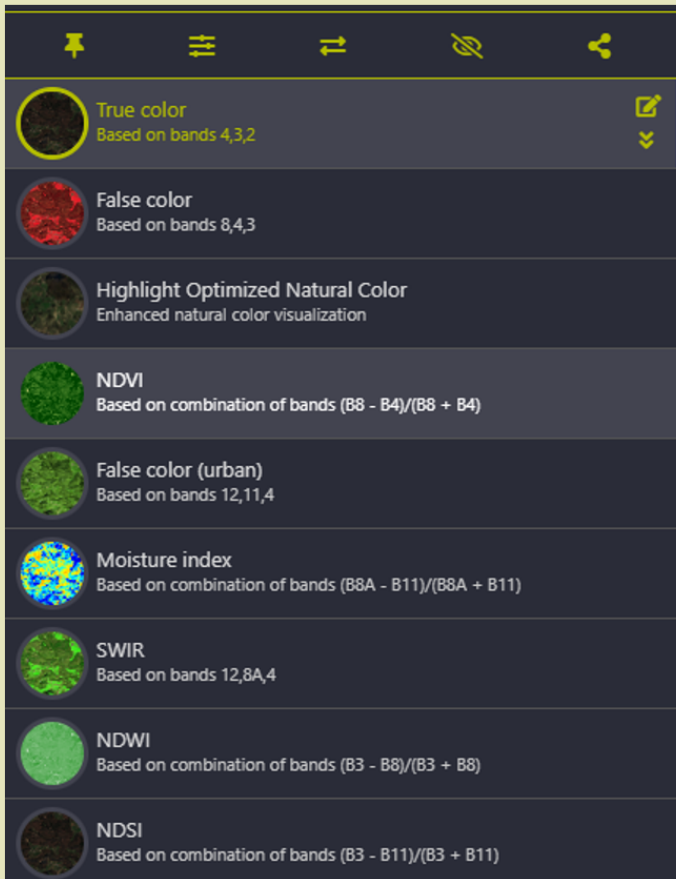 True color
Based on bands 4,3,2
False color
Based on bands 8,4,3
Highlight Optimized Natural Color
Enhanced natural color visualization
NDVI
Based on combination of bands (B8 - B4)/(B8 + B4)
False color (urban)
Based on bands 12,11,4
Moisture index
Based on combination of bands (B8A - B11)/(B8A + B11)
SWIR
Based on bands 12,8A,4
NDWI
Based on combination of bands (B3 - B8)/(B3 + B8)
NDSI
Based on combination of bands (B3 - B11)/(B3 + B11)